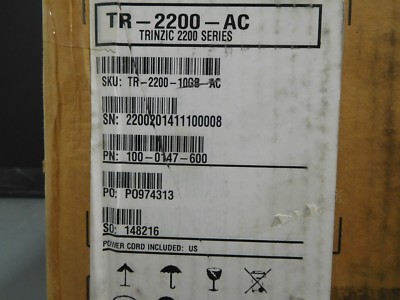 TR-2200-AC
TRINZIC 2200 SERIES
SKU: TR-2200-10GB-AC
SN: 2200201411100008
PN: 100-0147-600
PO: PO974313
SO: 148216
POWER CORD INCLUDED: US